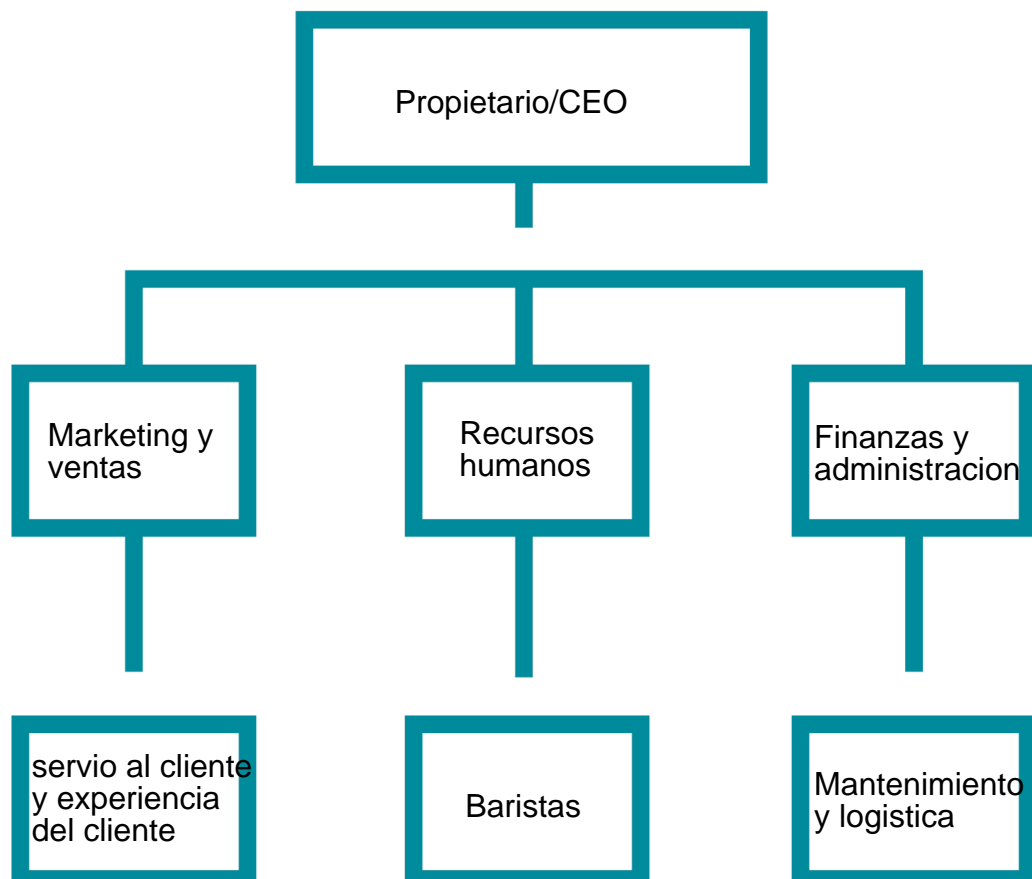 Propietario/CEO
Marketing y
ventas
Recursos
humanos
Finanzas y
administracion
servio al cliente
y experiencia
del cliente
Baristas
Mantenimiento
y logistica